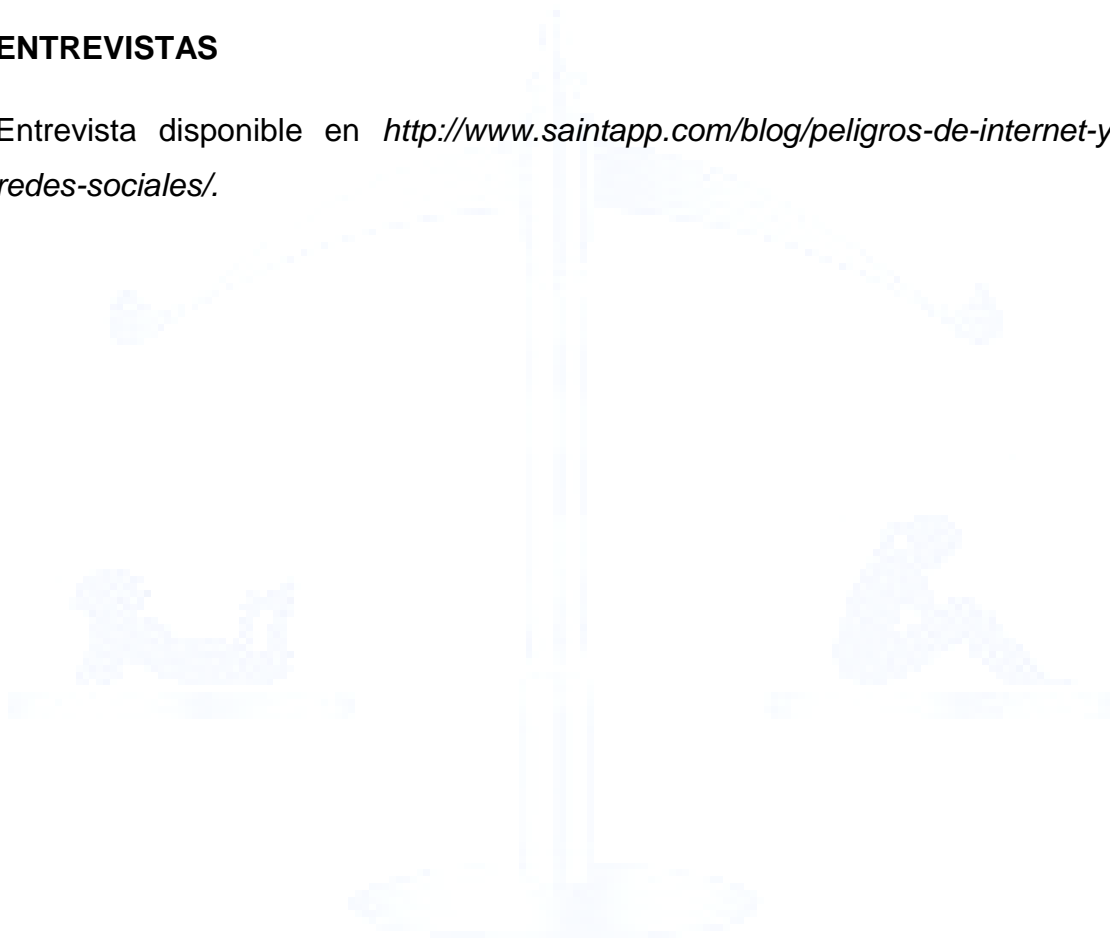 ENTREVISTAS
Entrevista disponible en http://www.saintapp.com/blog/peligros-de-internet-y
redes-sociales/.